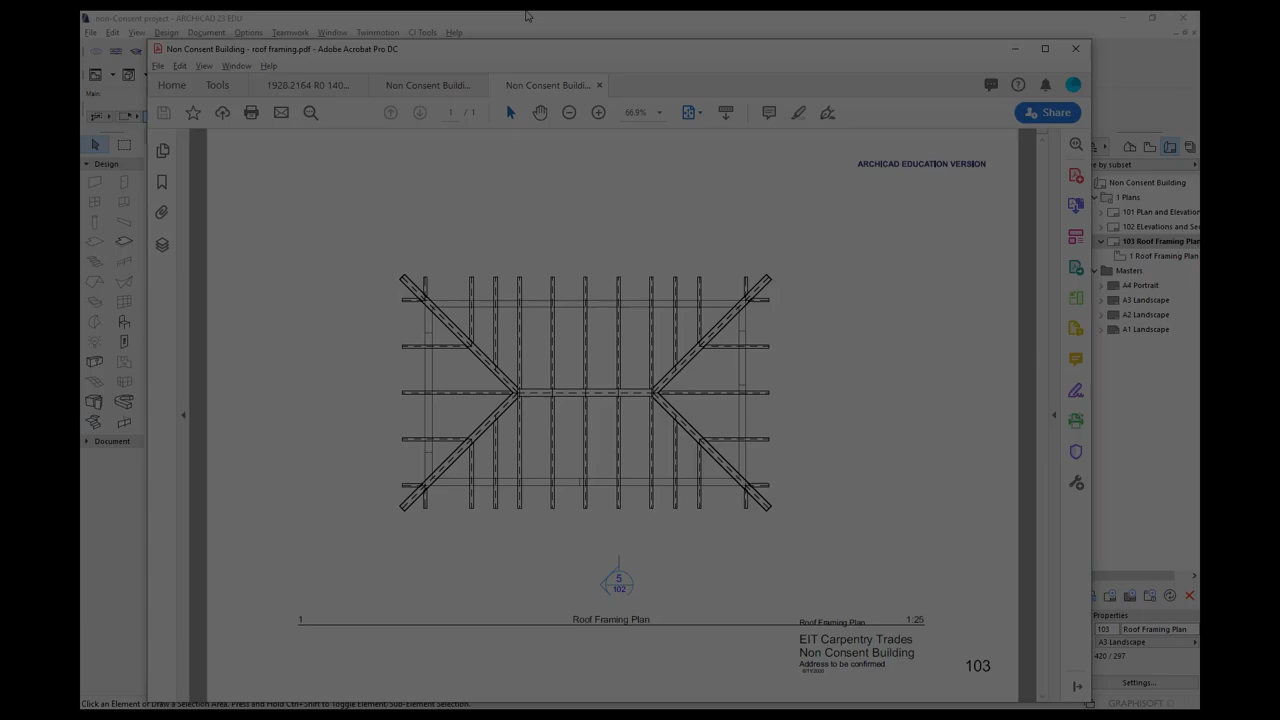 non-Consent project - ARCHICAD 23 EDU
File Edit View Design Document Options Teamwork Window Twinmotion CI Tools Help
Non Consent Building - roof framing.pdf - Adobe Acrobat Pro DC
File Edit View Window Help
Home Tools 1928.2164 R0 140... Non Consent Buildi... Non Consent Buildi...
1 / 1 66.9% Share
Main:
Design
Document
ARCHICAD EDUCATION VERSION
5
102
1 Roof Framing Plan 1:25
Roof Framing Plan
EIT Carpentry Trades
Non Consent Building
Address to be confirmed
103
e by subset
Non Consent Building
1 Plans
101 PLan and Elevation
102 ELevations and Sec
103 Roof Framing Plan
1 Roof Framing Plan
Masters
A4 Portrait
A3 Landscape
A2 Landscape
A1 Landscape
Properties
103 Roof Framing Plan
A3 Landscape
420 / 297
Settings...
Click an Element or Draw a Selection Area. Press and Hold Ctrl+Shift to Toggle Element/Sub-Element Selection.
GRAPHISOFT